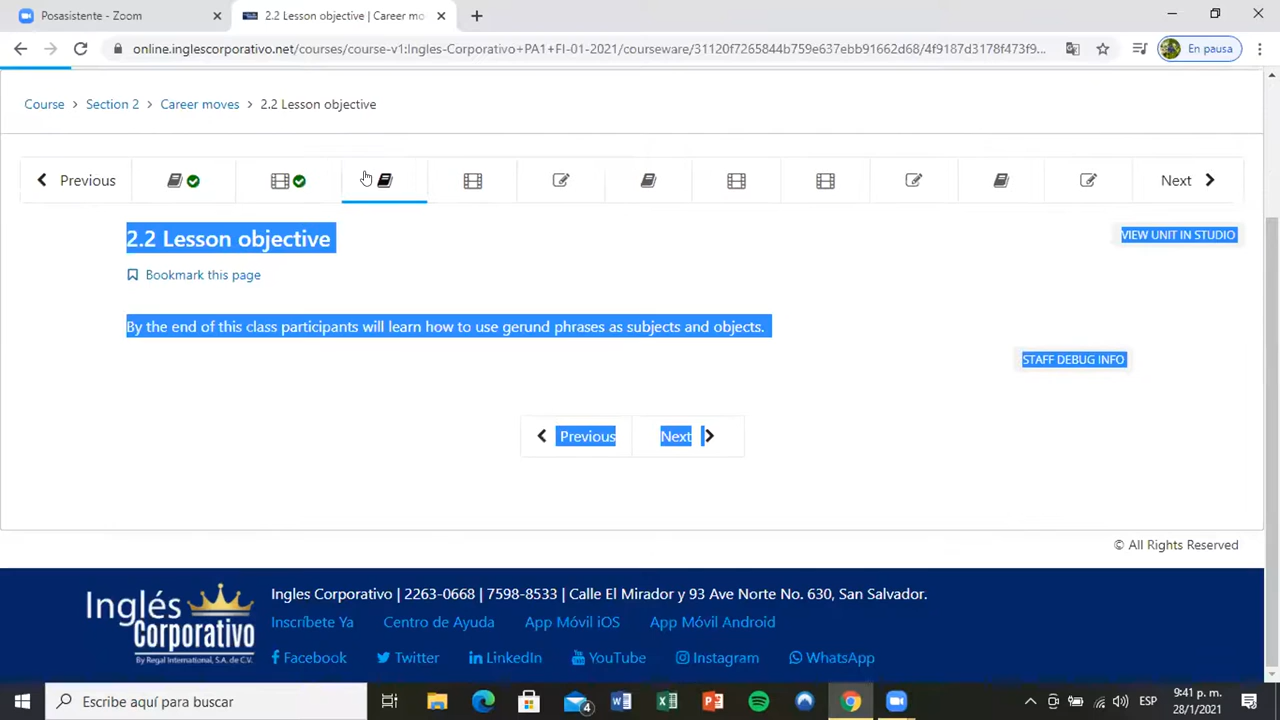 Posasistente - Zoom
2.2 Lesson objective | Career mo
online.inglescorporativo.net/courses/course-v1:Ingles-Corporativo+PA1+FI-01-2021/courseware/31120f7265844b759e637ebb91662d68/4f9187d3178f473f9...
En pausa
Course > Section 2 > Career moves > 2.2 Lesson objective
Previous
Next
2.2 Lesson objective
VIEW UNIT IN STUDIO
Bookmark this page
By the end of this class participants will learn how to use gerund phrases as subjects and objects.
STAFF DEBUG INFO
Previous
Next
© All Rights Reserved
Inglés Corporativo
By Regal International, S.A. de C.V.
Ingles Corporativo | 2263-0668 | 7598-8533 | Calle El Mirador y 93 Ave Norte No. 630, San Salvador.
Inscríbete Ya
Centro de Ayuda
App Móvil iOS
App Móvil Android
Facebook
Twitter
LinkedIn
YouTube
Instagram
WhatsApp
Escribe aquí para buscar
4
ESP
9:41 p. m.
28/1/2021